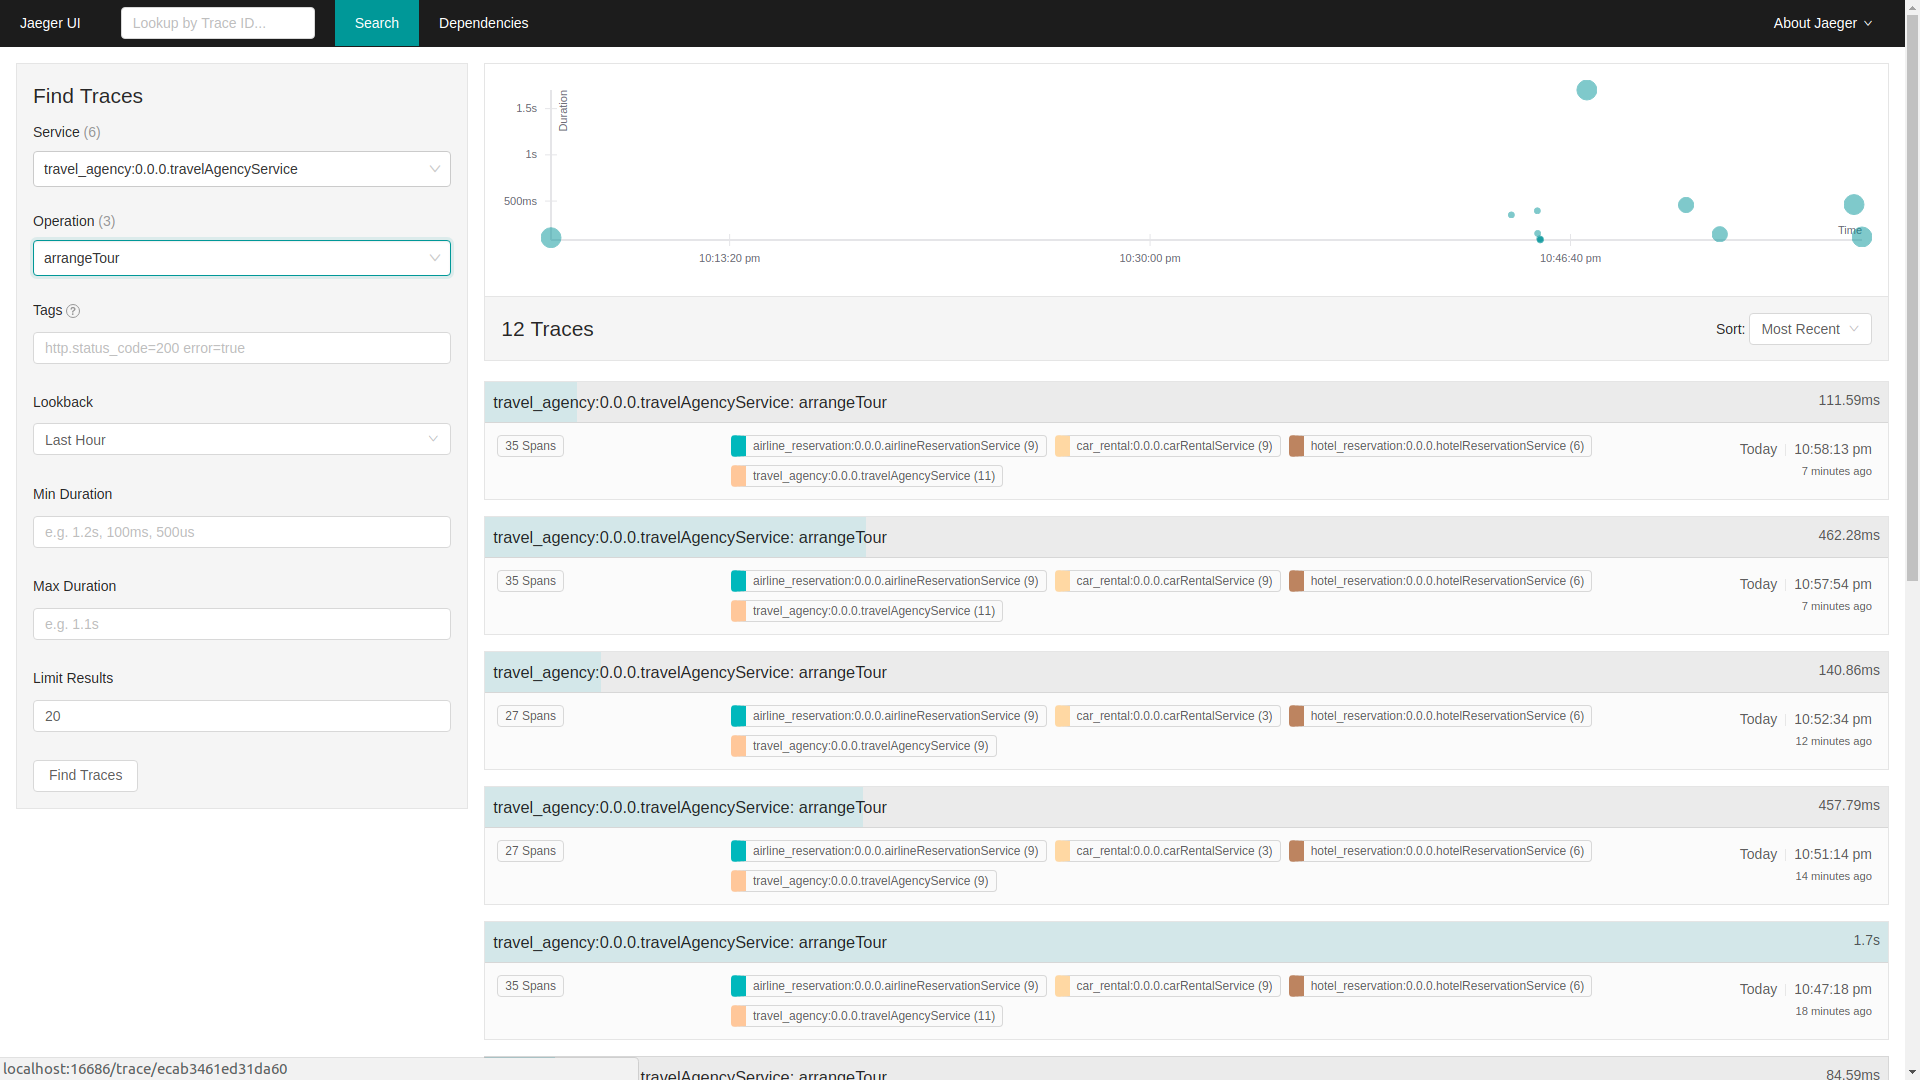 Jaeger UI
Lookup by Trace ID...
Search
Dependencies
About Jaeger
Find Traces
Service (6)
travel_agency:0.0.0.travelAgencyService
Operation (3)
arrangeTour
Tags ?
http.status_code=200 error=true
Lookback
Last Hour
Min Duration
e.g. 1.2s, 100ms, 500us
Max Duration
e.g. 1.1s
Limit Results
20
Find Traces
Duration
1.5s
1s
500ms
Time
10:13:20 pm
10:30:00 pm
10:46:40 pm
12 Traces
Sort: Most Recent
travel_agency:0.0.0.travelAgencyService: arrangeTour
111.59ms
35 Spans
airline_reservation:0.0.0.airlineReservationService (9)
car_rental:0.0.0.carRentalService (9)
hotel_reservation:0.0.0.hotelReservationService (6)
travel_agency:0.0.0.travelAgencyService (11)
Today 10:58:13 pm
7 minutes ago
travel_agency:0.0.0.travelAgencyService: arrangeTour
462.28ms
35 Spans
airline_reservation:0.0.0.airlineReservationService (9)
car_rental:0.0.0.carRentalService (9)
hotel_reservation:0.0.0.hotelReservationService (6)
travel_agency:0.0.0.travelAgencyService (11)
Today 10:57:54 pm
7 minutes ago
travel_agency:0.0.0.travelAgencyService: arrangeTour
140.86ms
27 Spans
airline_reservation:0.0.0.airlineReservationService (9)
car_rental:0.0.0.carRentalService (3)
hotel_reservation:0.0.0.hotelReservationService (6)
travel_agency:0.0.0.travelAgencyService (9)
Today 10:52:34 pm
12 minutes ago
travel_agency:0.0.0.travelAgencyService: arrangeTour
457.79ms
27 Spans
airline_reservation:0.0.0.airlineReservationService (9)
car_rental:0.0.0.carRentalService (3)
hotel_reservation:0.0.0.hotelReservationService (6)
travel_agency:0.0.0.travelAgencyService (9)
Today 10:51:14 pm
14 minutes ago
travel_agency:0.0.0.travelAgencyService: arrangeTour
1.7s
35 Spans
airline_reservation:0.0.0.airlineReservationService (9)
car_rental:0.0.0.carRentalService (9)
hotel_reservation:0.0.0.hotelReservationService (6)
travel_agency:0.0.0.travelAgencyService (11)
Today 10:47:18 pm
18 minutes ago
travelAgencyService: arrangeTour
84.59ms
localhost:16686/trace/ecab3461ed31da60